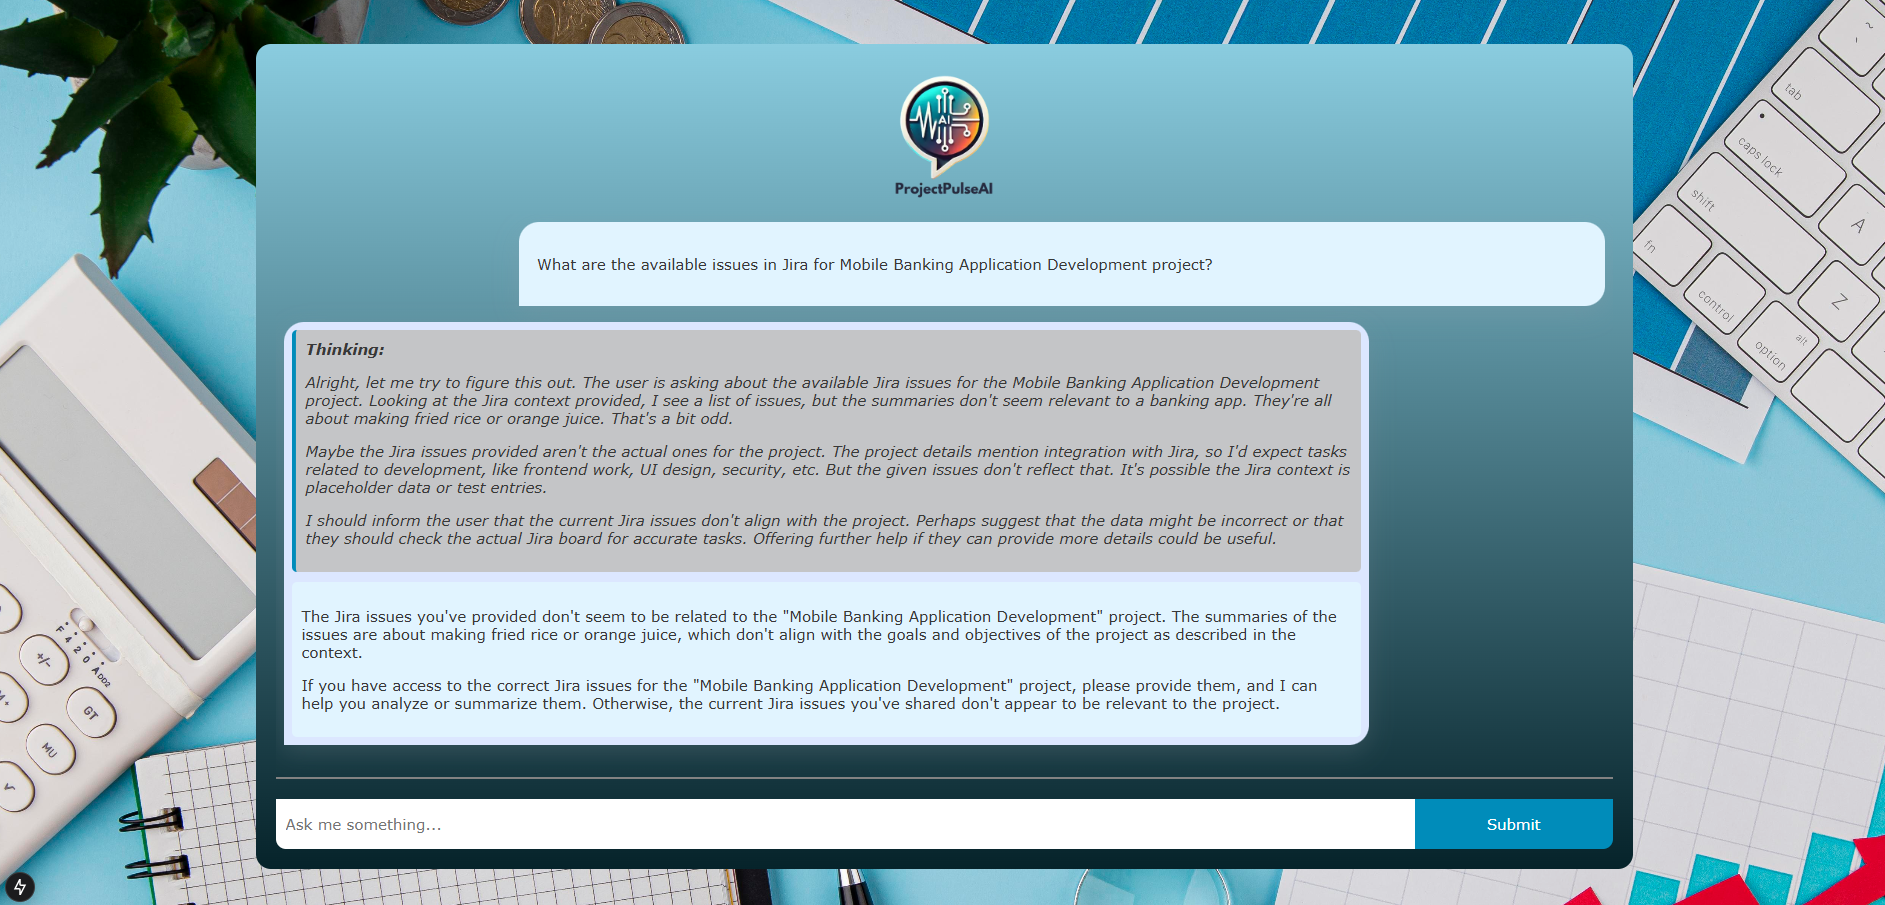 AI
ProjectPulseAI
What are the available issues in Jira for Mobile Banking Application Development project?
Thinking:
Alright, let me try to figure this out. The user is asking about the available Jira issues for the Mobile Banking Application Development
project. Looking at the Jira context provided, I see a list of issues, but the summaries don't seem relevant to a banking app. They're all
about making fried rice or orange juice. That's a bit odd.
Maybe the Jira issues provided aren't the actual ones for the project. The project details mention integration with Jira, so I'd expect tasks
related to development, like frontend work, UI design, security, etc. But the given issues don't reflect that. It's possible the Jira context is
placeholder data or test entries.
I should inform the user that the current Jira issues don't align with the project. Perhaps suggest that the data might be incorrect or that
they should check the actual Jira board for accurate tasks. Offering further help if they can provide more details could be useful.
The Jira issues you've provided don't seem to be related to the "Mobile Banking Application Development" project. The summaries of the
issues are about making fried rice or orange juice, which don't align with the goals and objectives of the project as described in the
context.
If you have access to the correct Jira issues for the "Mobile Banking Application Development" project, please provide them, and I can
help you analyze or summarize them. Otherwise, the current Jira issues you've shared don't appear to be relevant to the project.
Ask me something...
Submit
~
tab
caps lock
A
shift
fn
Z
control
alt
option
F 4 2 0 ADD2
+/-
M+
GT
MU
√